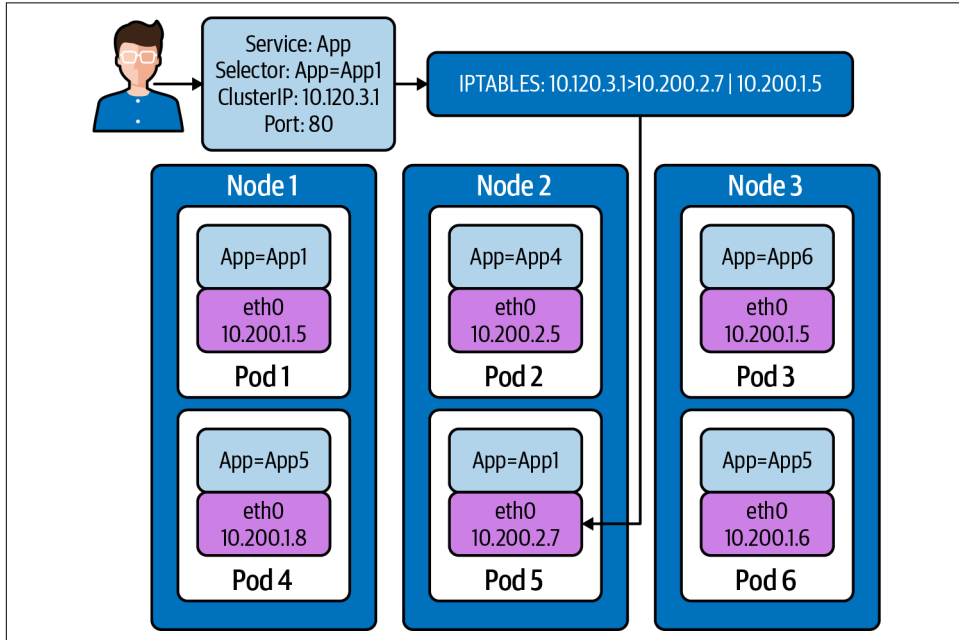 Service: App
Selector: App=App1
ClusterIP: 10.120.3.1
Port: 80
IPTABLES: 10.120.3.1>10.200.2.7 | 10.200.1.5
Node 1
App=App1
eth0
10.200.1.5
Pod 1
App=App5
eth0
10.200.1.8
Pod 4
Node 2
App=App4
eth0
10.200.2.5
Pod 2
App=App1
eth0
10.200.2.7
Pod 5
Node 3
App=App6
eth0
10.200.1.5
Pod 3
App=App5
eth0
10.200.1.6
Pod 6